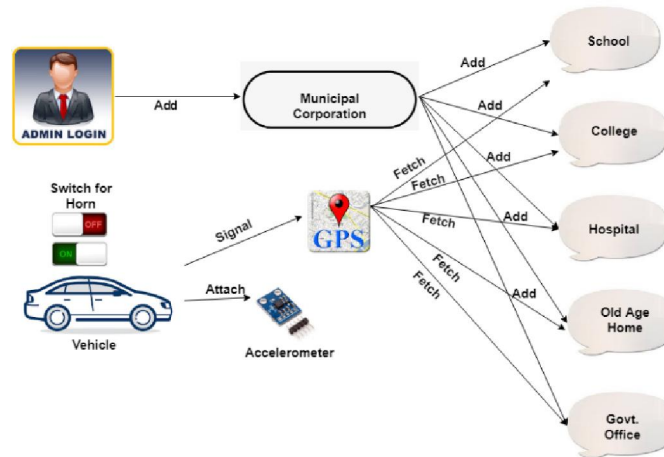 School
Add
ADMIN LOGIN
Add
Municipal
Corporation
Add
College
Fetch
Add
Fetch
Switch for
Horn
OFF
ON
Signal
GPS
Fetch
Add
Hospital
Fetch
Fetch
Attach
Add
Old Age
Home
Vehicle
Accelerometer
Govt.
Office